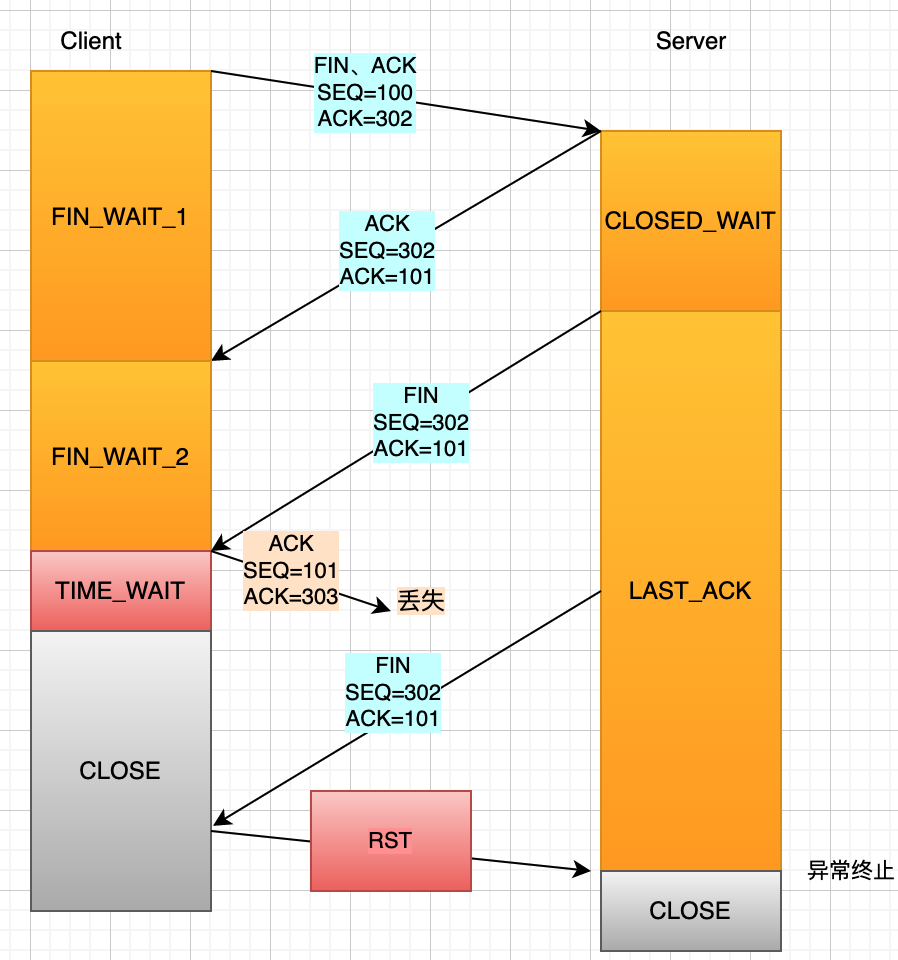 Client
Server
FIN、ACK
SEQ=100
ACK=302
FIN_WAIT_1
CLOSED_WAIT
ACK
SEQ=302
ACK=101
FIN
SEQ=302
ACK=101
FIN_WAIT_2
ACK
SEQ=101
ACK=303
丢失
TIME_WAIT
LAST_ACK
FIN
SEQ=302
ACK=101
CLOSE
RST
异常终止
CLOSE